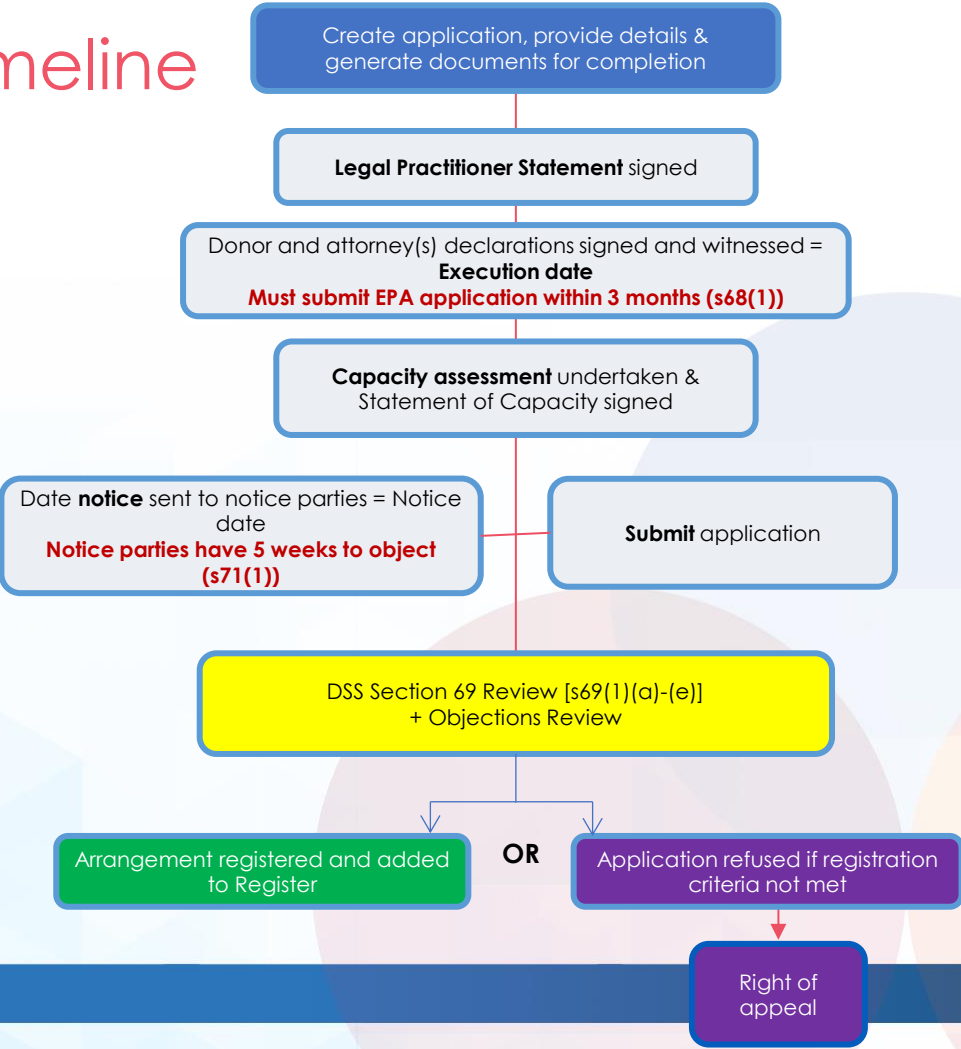 meline
Create application, provide details &
generate documents for completion
Legal Practitioner Statement signed
Donor and attorney(s) declarations signed and witnessed =
Execution date
Must submit EPA application within 3 months (s68(1))
Capacity assessment undertaken &
Statement of Capacity signed
Date notice sent to notice parties = Notice
date
Notice parties have 5 weeks to object
(s71(1))
Submit application
DSS Section 69 Review [s69(1)(a)-(e)]
+ Objections Review
Arrangement registered and added
to Register
OR
Application refused if registration
criteria not met
Right of
appeal